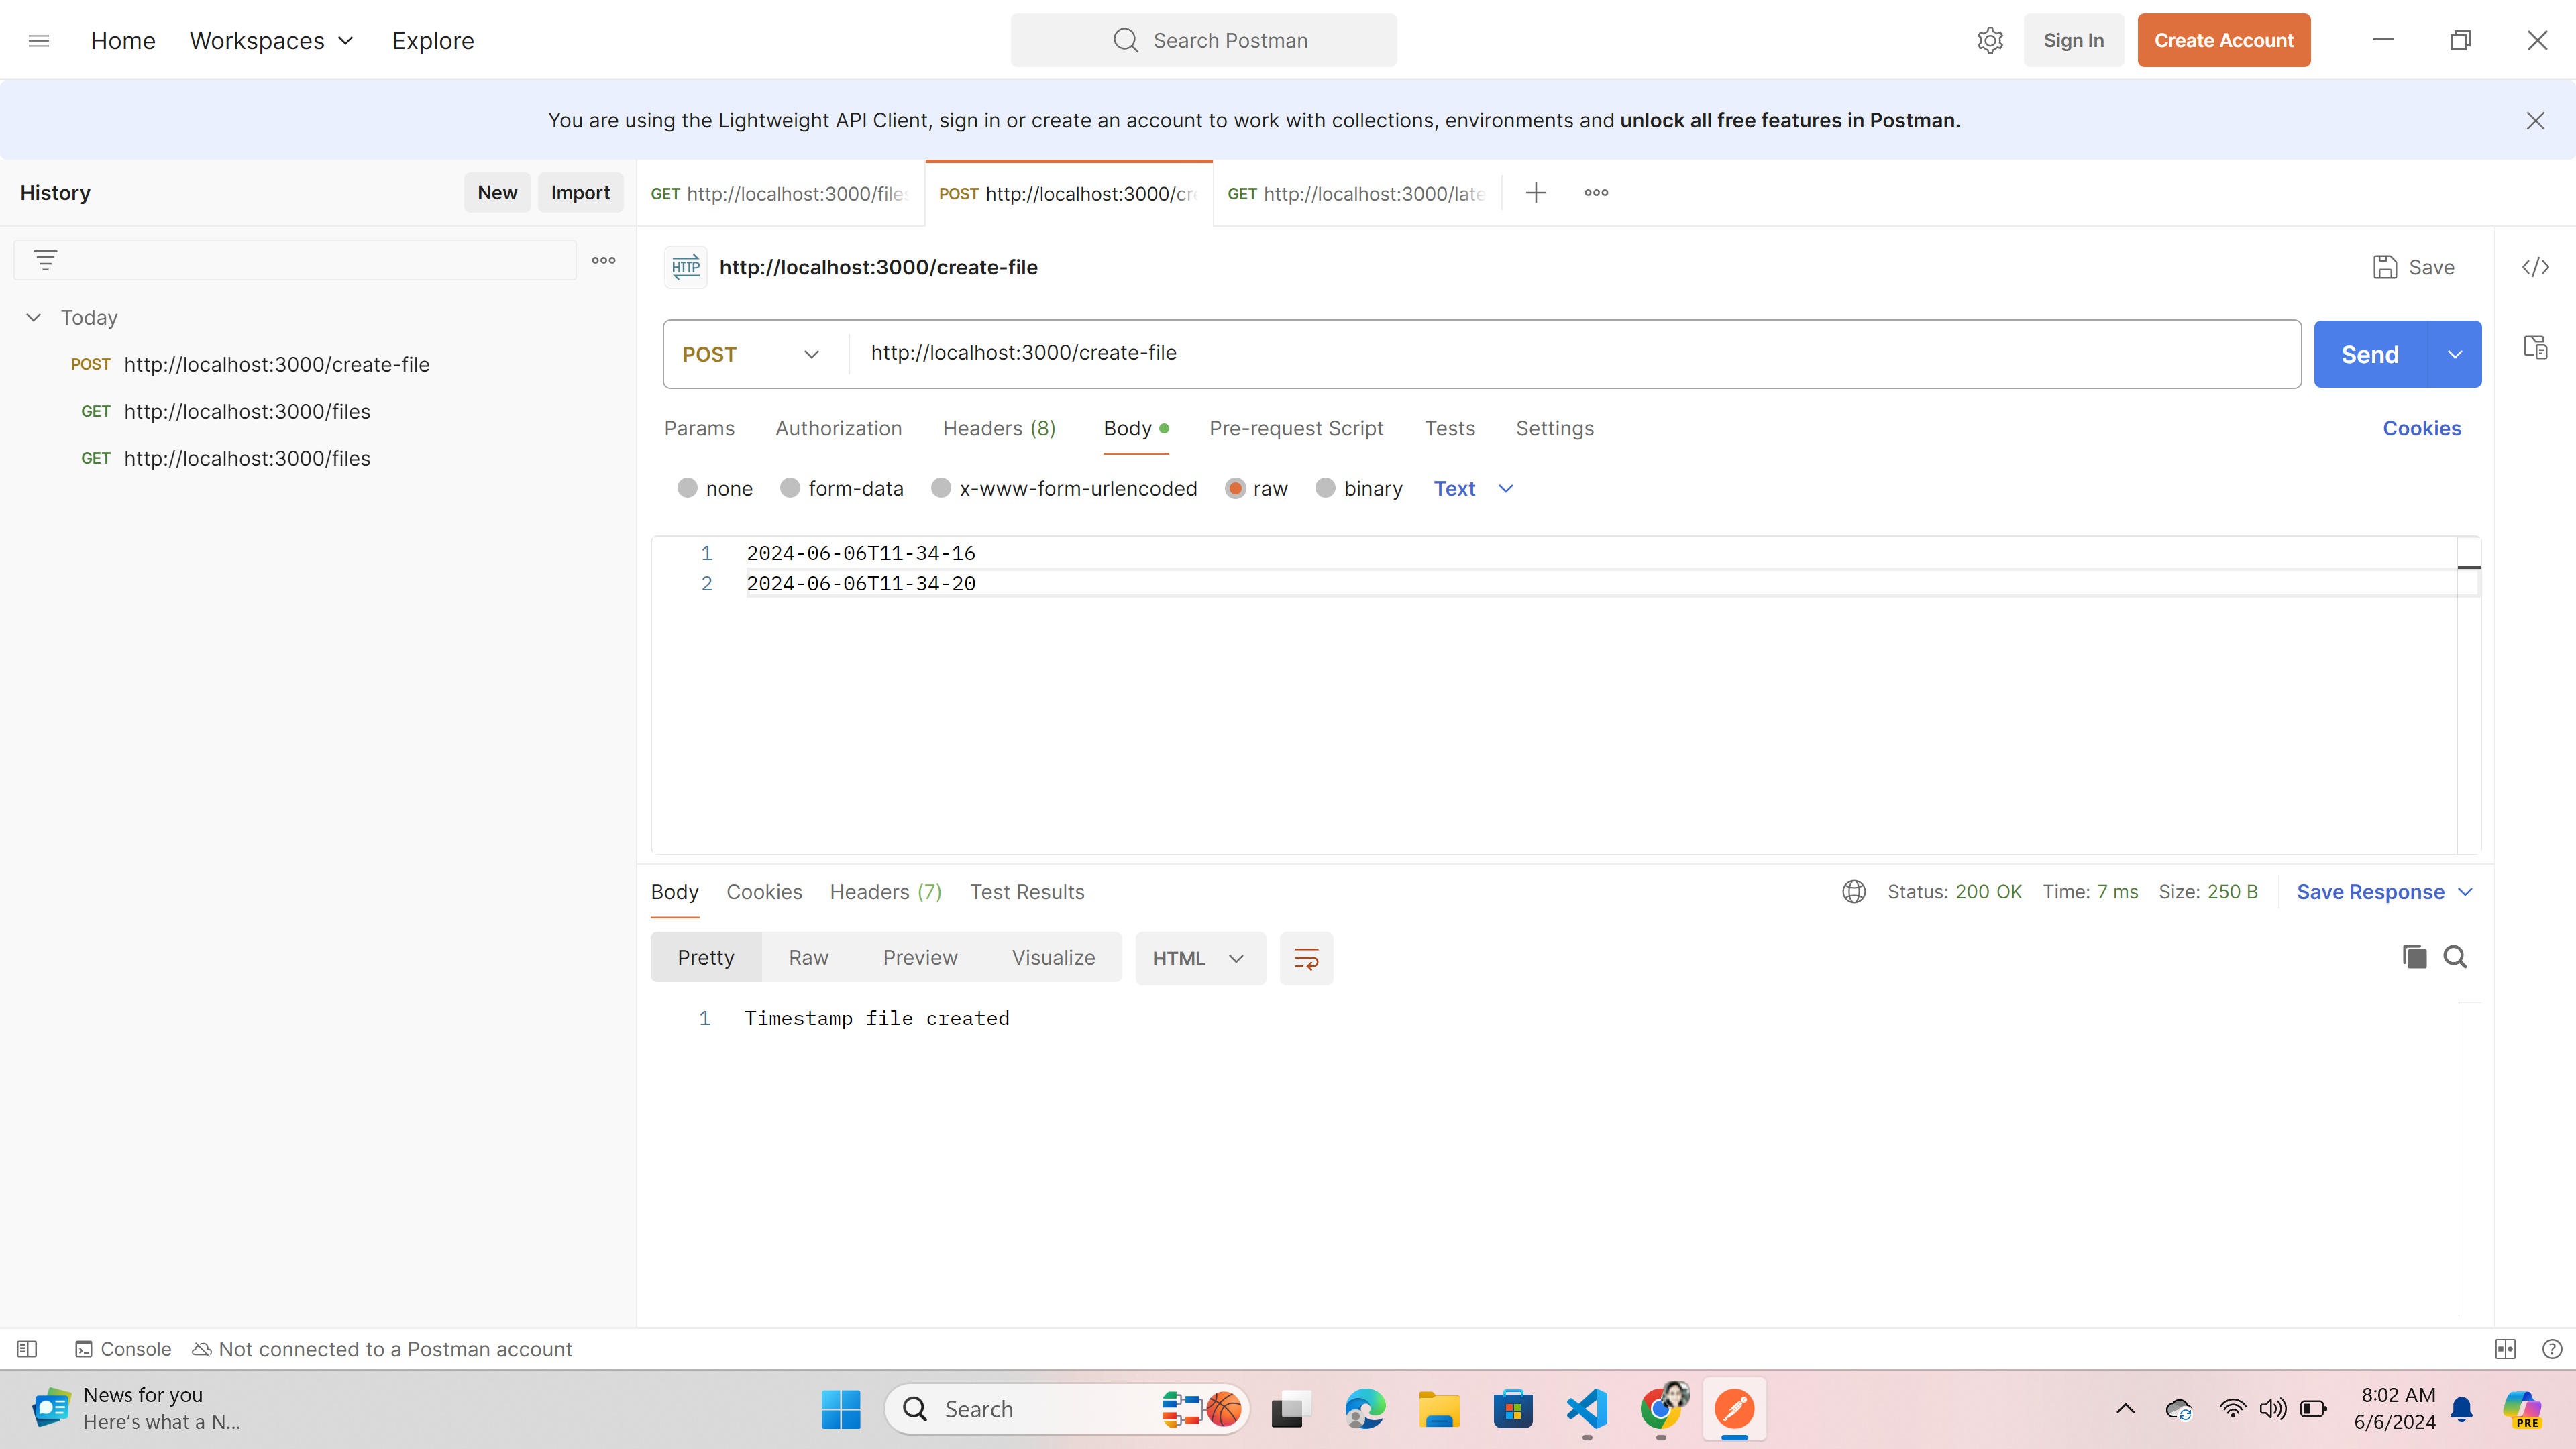 Home Workspaces Explore
Search Postman
Sign In Create Account
You are using the Lightweight API Client, sign in or create an account to work with collections, environments and unlock all free features in Postman.
History New Import
GET http://localhost:3000/files POST http://localhost:3000/cre GET http://localhost:3000/late
Today
POST http://localhost:3000/create-file
GET http://localhost:3000/files
GET http://localhost:3000/files
HTTP http://localhost:3000/create-file Save
POST http://localhost:3000/create-file Send
Params Authorization Headers (8) Body Pre-request Script Tests Settings Cookies
none form-data x-www-form-urlencoded raw binary Text
1 2024-06-06T11-34-16
2 2024-06-06T11-34-20
Body Cookies Headers (7) Test Results Status: 200 OK Time: 7 ms Size: 250 B Save Response
Pretty Raw Preview Visualize HTML
1 Timestamp file created
Console Not connected to a Postman account
News for you
Here's what a N...
Search
8:02 AM
6/6/2024
PRE